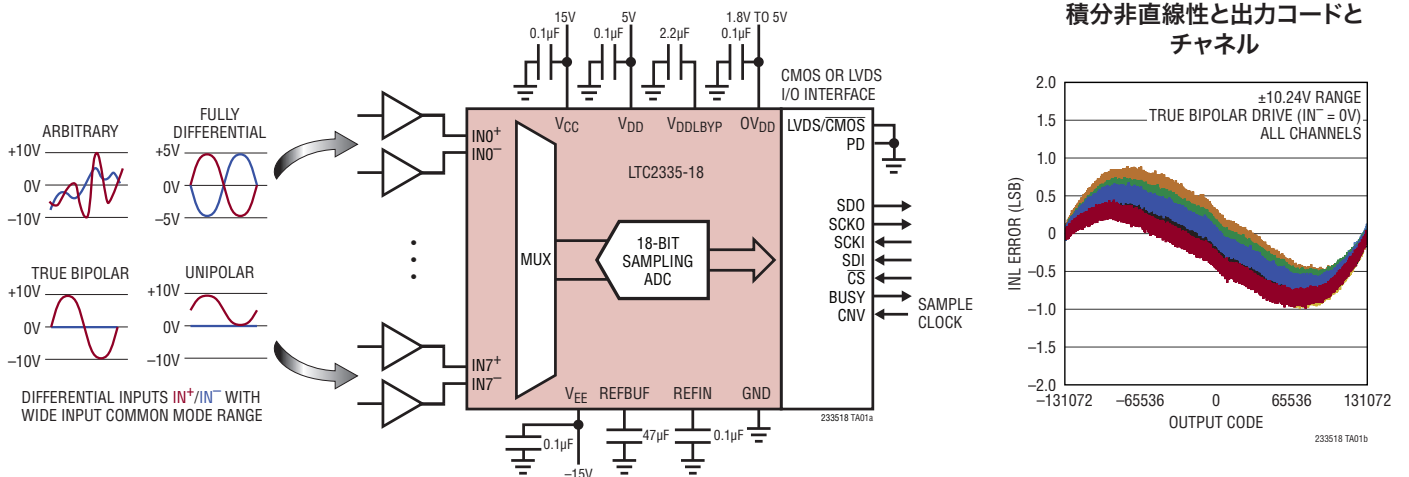 15V
5V
1.8V TO 5V
0.1µF
0.1µF
2.2µF
0.1µF
CMOS OR LVDS
I/O INTERFACE
ARBITRARY
FULLY
DIFFERENTIAL
+10V
0V
–10V
+5V
0V
–5V
TRUE BIPOLAR
UNIPOLAR
+10V
0V
–10V
+10V
0V
–10V
DIFFERENTIAL INPUTS IN+/IN– WITH
WIDE INPUT COMMON MODE RANGE
VCC
VDD
VDDLBYP
OVDD
IN0+
IN0–
LTC2335-18
MUX
18-BIT
SAMPLING
ADC
IN7+
IN7–
VEE
REFBUF
REFIN
GND
LVDS/CMOS
PD
SDO
SCKO
SCKI
SDI
CS
BUSY
CNV
SAMPLE
CLOCK
0.1µF
–15V
47µF
0.1µF
233518 TA01a
積分非直線性と出力コードと
チャネル
±10.24V RANGE
TRUE BIPOLAR DRIVE (IN– = 0V)
ALL CHANNELS
INL ERROR (LSB)
2.0
1.5
1.0
0.5
0
–0.5
–1.0
–1.5
–2.0
–131072
–65536
0
65536
131072
OUTPUT CODE
233518 TA01b